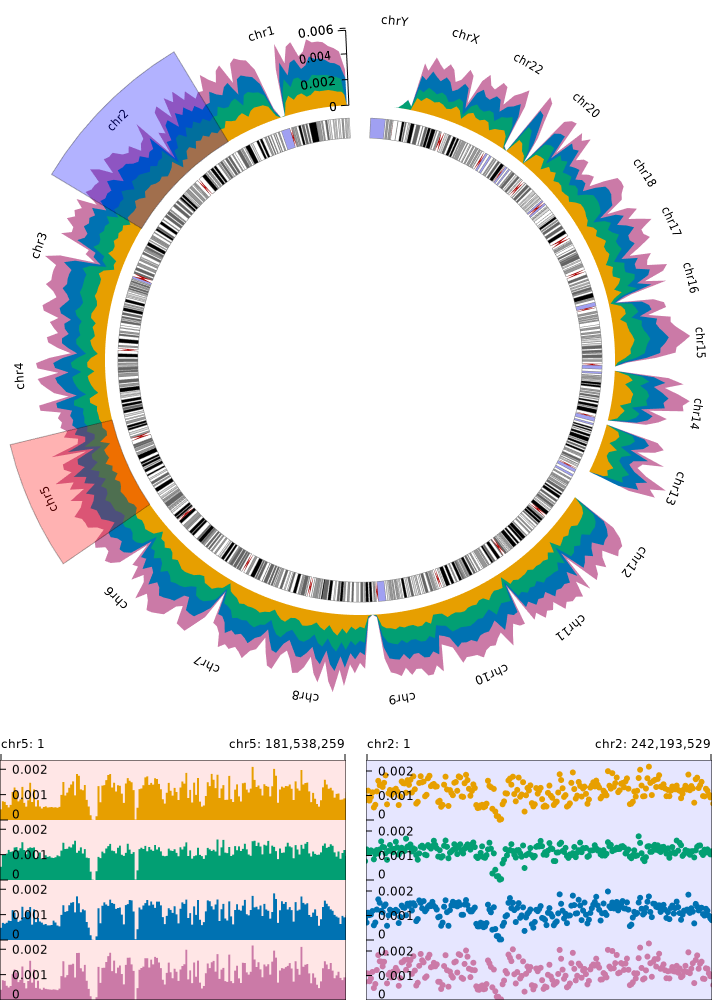 chrY
chr1
0.006
0.004
0.002
0
chrX
chr22
chr20
chr18
chr17
chr16
chr15
chr14
chr13
chr12
chr11
chr10
chr9
chr8
chr7
chr6
chr5
chr4
chr3
chr2
chr5: 1
chr5: 181,538,259
0.002
0.001
0
0.002
0.001
0
0.002
0.001
0
0.002
0.001
0
chr2: 1
chr2: 242,193,529
0.002
0.001
0
0.002
0.001
0
0.002
0.001
0
0.002
0.001
0